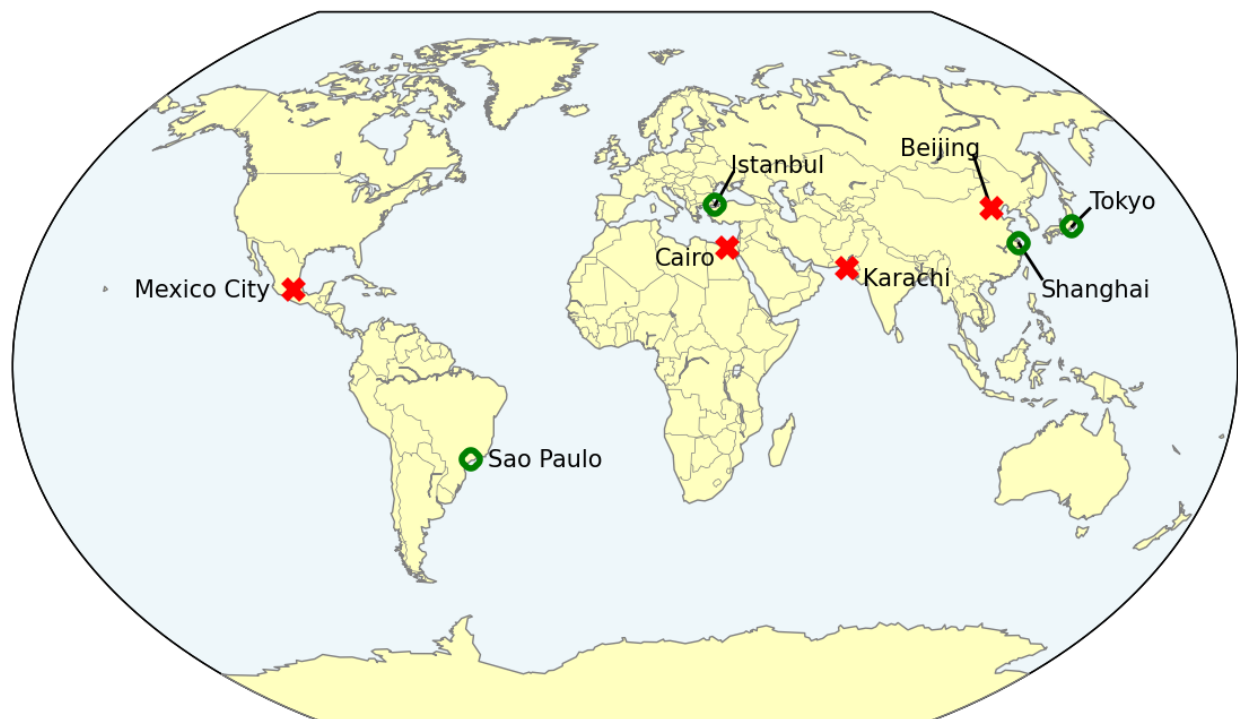 Beijing
Istanbul
Tokyo
Cairo
Karachi
Mexico City
Shanghai
Sao Paulo